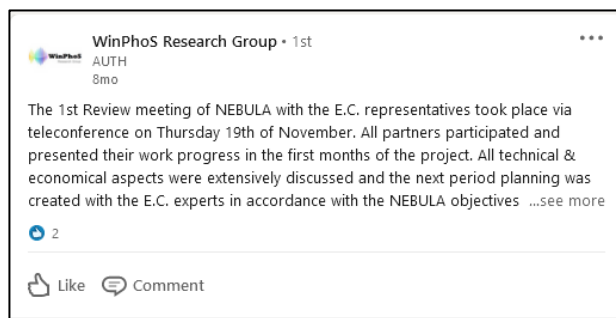 WinPhoS Research Group • 1st
AUTH
8mo
WinPhoS
The 1st Review meeting of NEBULA with the E.C. representatives took place via
teleconference on Thursday 19th of November. All partners participated and
presented their work progress in the first months of the project. All technical &
economical aspects were extensively discussed and the next period planning was
created with the E.C. experts in accordance with the NEBULA objectives ...see more
2
Like Comment